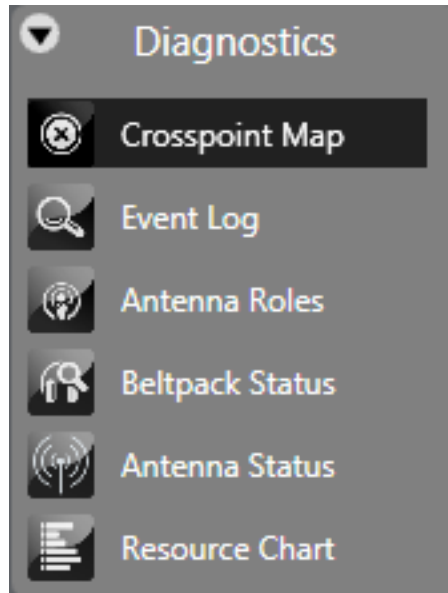 Diagnostics
Crosspoint Map
Event Log
Antenna Roles
Beltpack Status
Antenna Status
Resource Chart